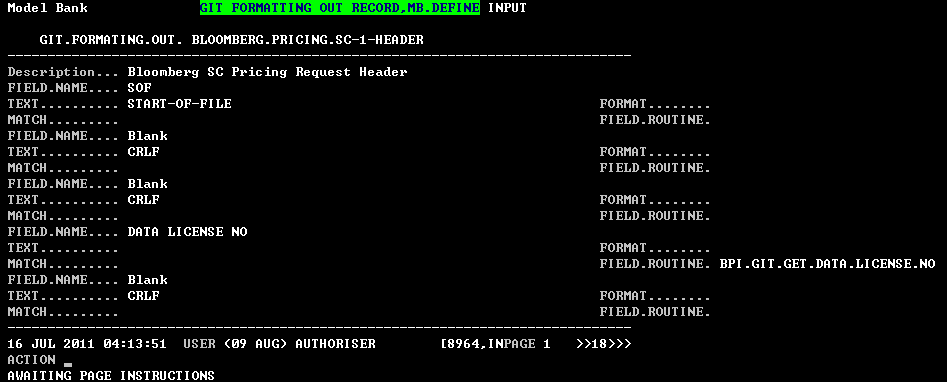 Model Bank GIT FORMATTING OUT RECORD,MB.DEFINE INPUT
GIT.FORMATING.OUT. BLOOMBERG.PRICING.SC-1-HEADER
Description... Bloomberg SC Pricing Request Header
FIELD.NAME.... SOF
TEXT.......... START-OF-FILE FORMAT........
MATCH......... FIELD.ROUTINE.
FIELD.NAME.... Blank
TEXT.......... CRLF FORMAT........
MATCH......... FIELD.ROUTINE.
FIELD.NAME.... Blank
TEXT.......... CRLF FORMAT........
MATCH......... FIELD.ROUTINE.
FIELD.NAME.... DATA LICENSE NO
TEXT.......... FORMAT........
MATCH......... FIELD.ROUTINE. BPI.GIT.GET.DATA.LICENSE.NO
FIELD.NAME.... Blank
TEXT.......... CRLF FORMAT........
MATCH......... FIELD.ROUTINE.
16 JUL 2011 04:13:51 USER (09 AUG) AUTHORISER [8964,INPAGE 1 >>18>>>
ACTION _
AWAITING PAGE INSTRUCTIONS